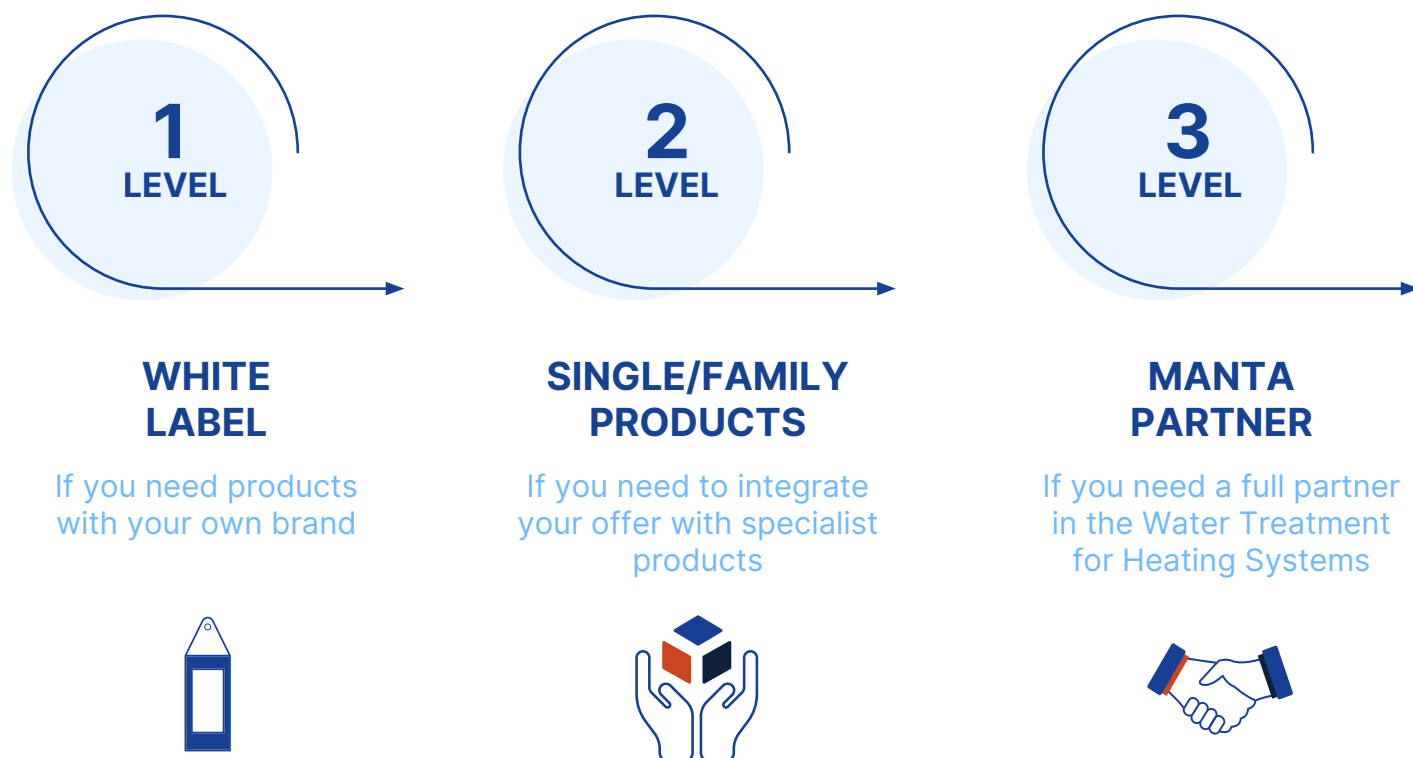 1
LEVEL
WHITE
LABEL
If you need products
with your own brand
2
LEVEL
SINGLE/FAMILY
PRODUCTS
If you need to integrate
your offer with specialist
products
3
LEVEL
MANTA
PARTNER
If you need a full partner
in the Water Treatment
for Heating Systems